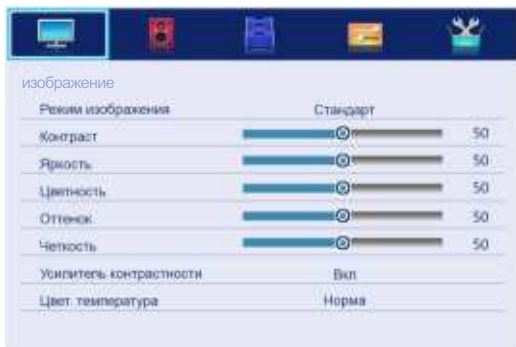 изображение
Режим изображения Стандарт
Контраст 50
Яркость 50
Цветность 50
Оттенок 50
Четкость 50
Усилитель контрастности Вкл
Цвет. температура Норма